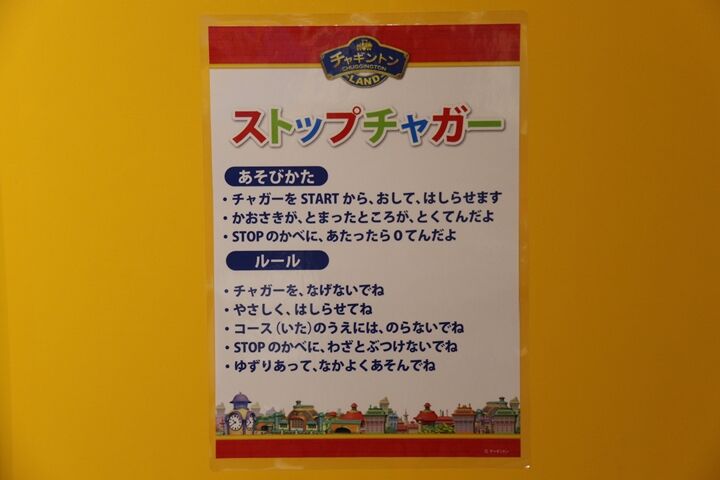 チャギントン
CHUGGINGTON
LAND
ストップチャガー
あそびかた
・チャガーを START から、おして、はしらせます
・かおさきが、とまったところが、とくてんだよ
・STOP のかべに、あたったら 0 てんだよ
ルール
・チャガーを、なげないでね
・やさしく、はしらせてね
・コース（いた）のうえには、のらないでね
・STOP のかべに、わざとぶつけないでね
・ゆずりあって、なかよくあそんでね